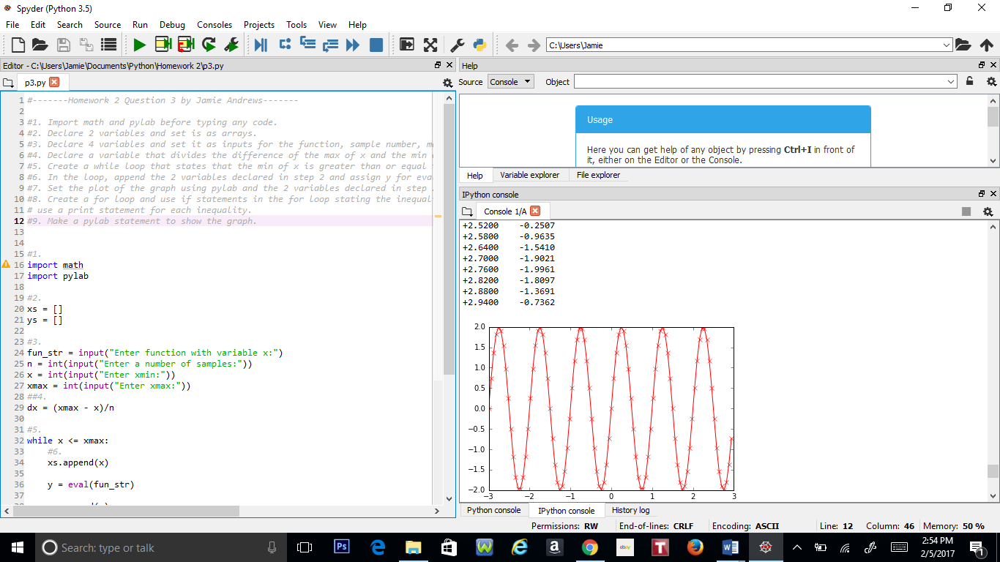 Spyder (Python 3.5)
File Edit Search Source Run Debug Consoles Projects Tools View Help
C:\Users\Jamie
Editor - C:\Users\Jamie\Documents\Python\Homework 2\p3.py
p3.py
1 #-------Homework 2 Question 3 by Jamie Andrews-------
2
3 #1. Import math and pylab before typing any code.
4 #2. Declare 2 variables and set is as arrays.
5 #3. Declare 4 variables and set it as inputs for the function, sample number, m
6 #4. Declare a variable that divides the difference of the max of x and the min
7 #5. Create a while loop that states that the min of x is greater than or equal
8 #6. In the loop, append the 2 variables declared in step 2 and assign y for eva
9 #7. Set the plot of the graph using pylab and the 2 variables declared in step
10 #8. Create a for loop and use if statements in the for loop stating the inequal
11 # use a print statement for each inequality.
12 #9. Make a pylab statement to show the graph.
13
14
15 #1.
16 import math
17 import pylab
18
19 #2.
20 xs = []
21 ys = []
22
23 #3.
24 fun_str = input("Enter function with variable x:")
25 n = int(input("Enter a number of samples:"))
26 x = int(input("Enter xmin:"))
27 xmax = int(input("Enter xmax:"))
28 ##4.
29 dx = (xmax - x)/n
30
31 #5.
32 while x <= xmax:
33 #6.
34 xs.append(x)
35
36 y = eval(fun_str)
37
Help
Source Console Object
Usage
Here you can get help of any object by pressing Ctrl+I in front of
it, either on the Editor or the Console.
Help Variable explorer File explorer
IPython console
Console 1/A
+2.5200 -0.2507
+2.5800 -0.9635
+2.6400 -1.5410
+2.7000 -1.9021
+2.7600 -1.9961
+2.8200 -1.8097
+2.8800 -1.3691
+2.9400 -0.7362
2.0
1.5
1.0
0.5
0.0
−0.5
−1.0
−1.5
−2.0
−3 −2 −1 0 1 2 3
Python console IPython console History log
Permissions: RW End-of-lines: CRLF Encoding: ASCII Line: 12 Column: 46 Memory: 50 %
Search: type or talk
Ps
a
ebay
T
2:54 PM
2/5/2017
1